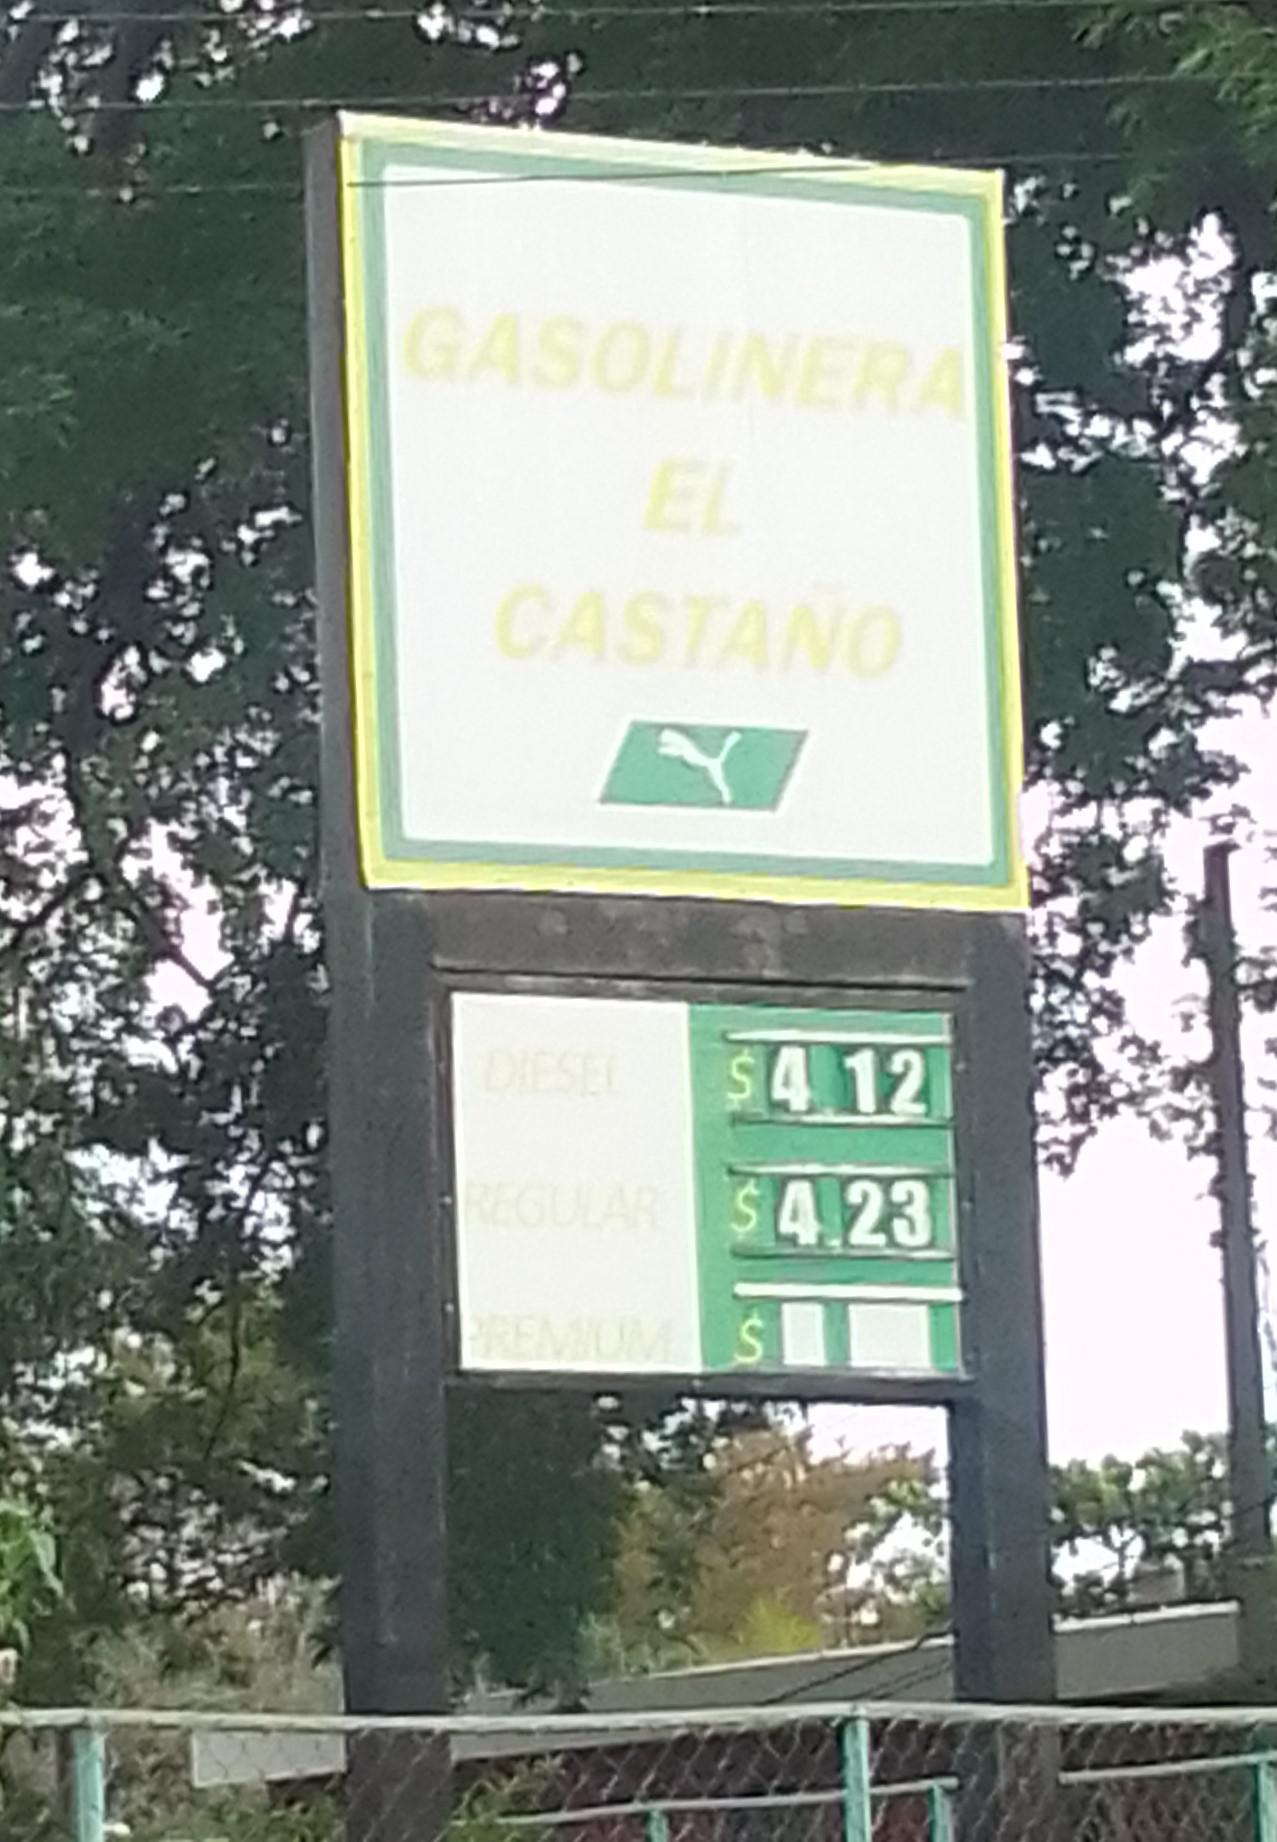 GASOLINERA
EL
CASTAÑO
DIESEL $ 4.12
REGULAR $ 4.23
PREMIUM $